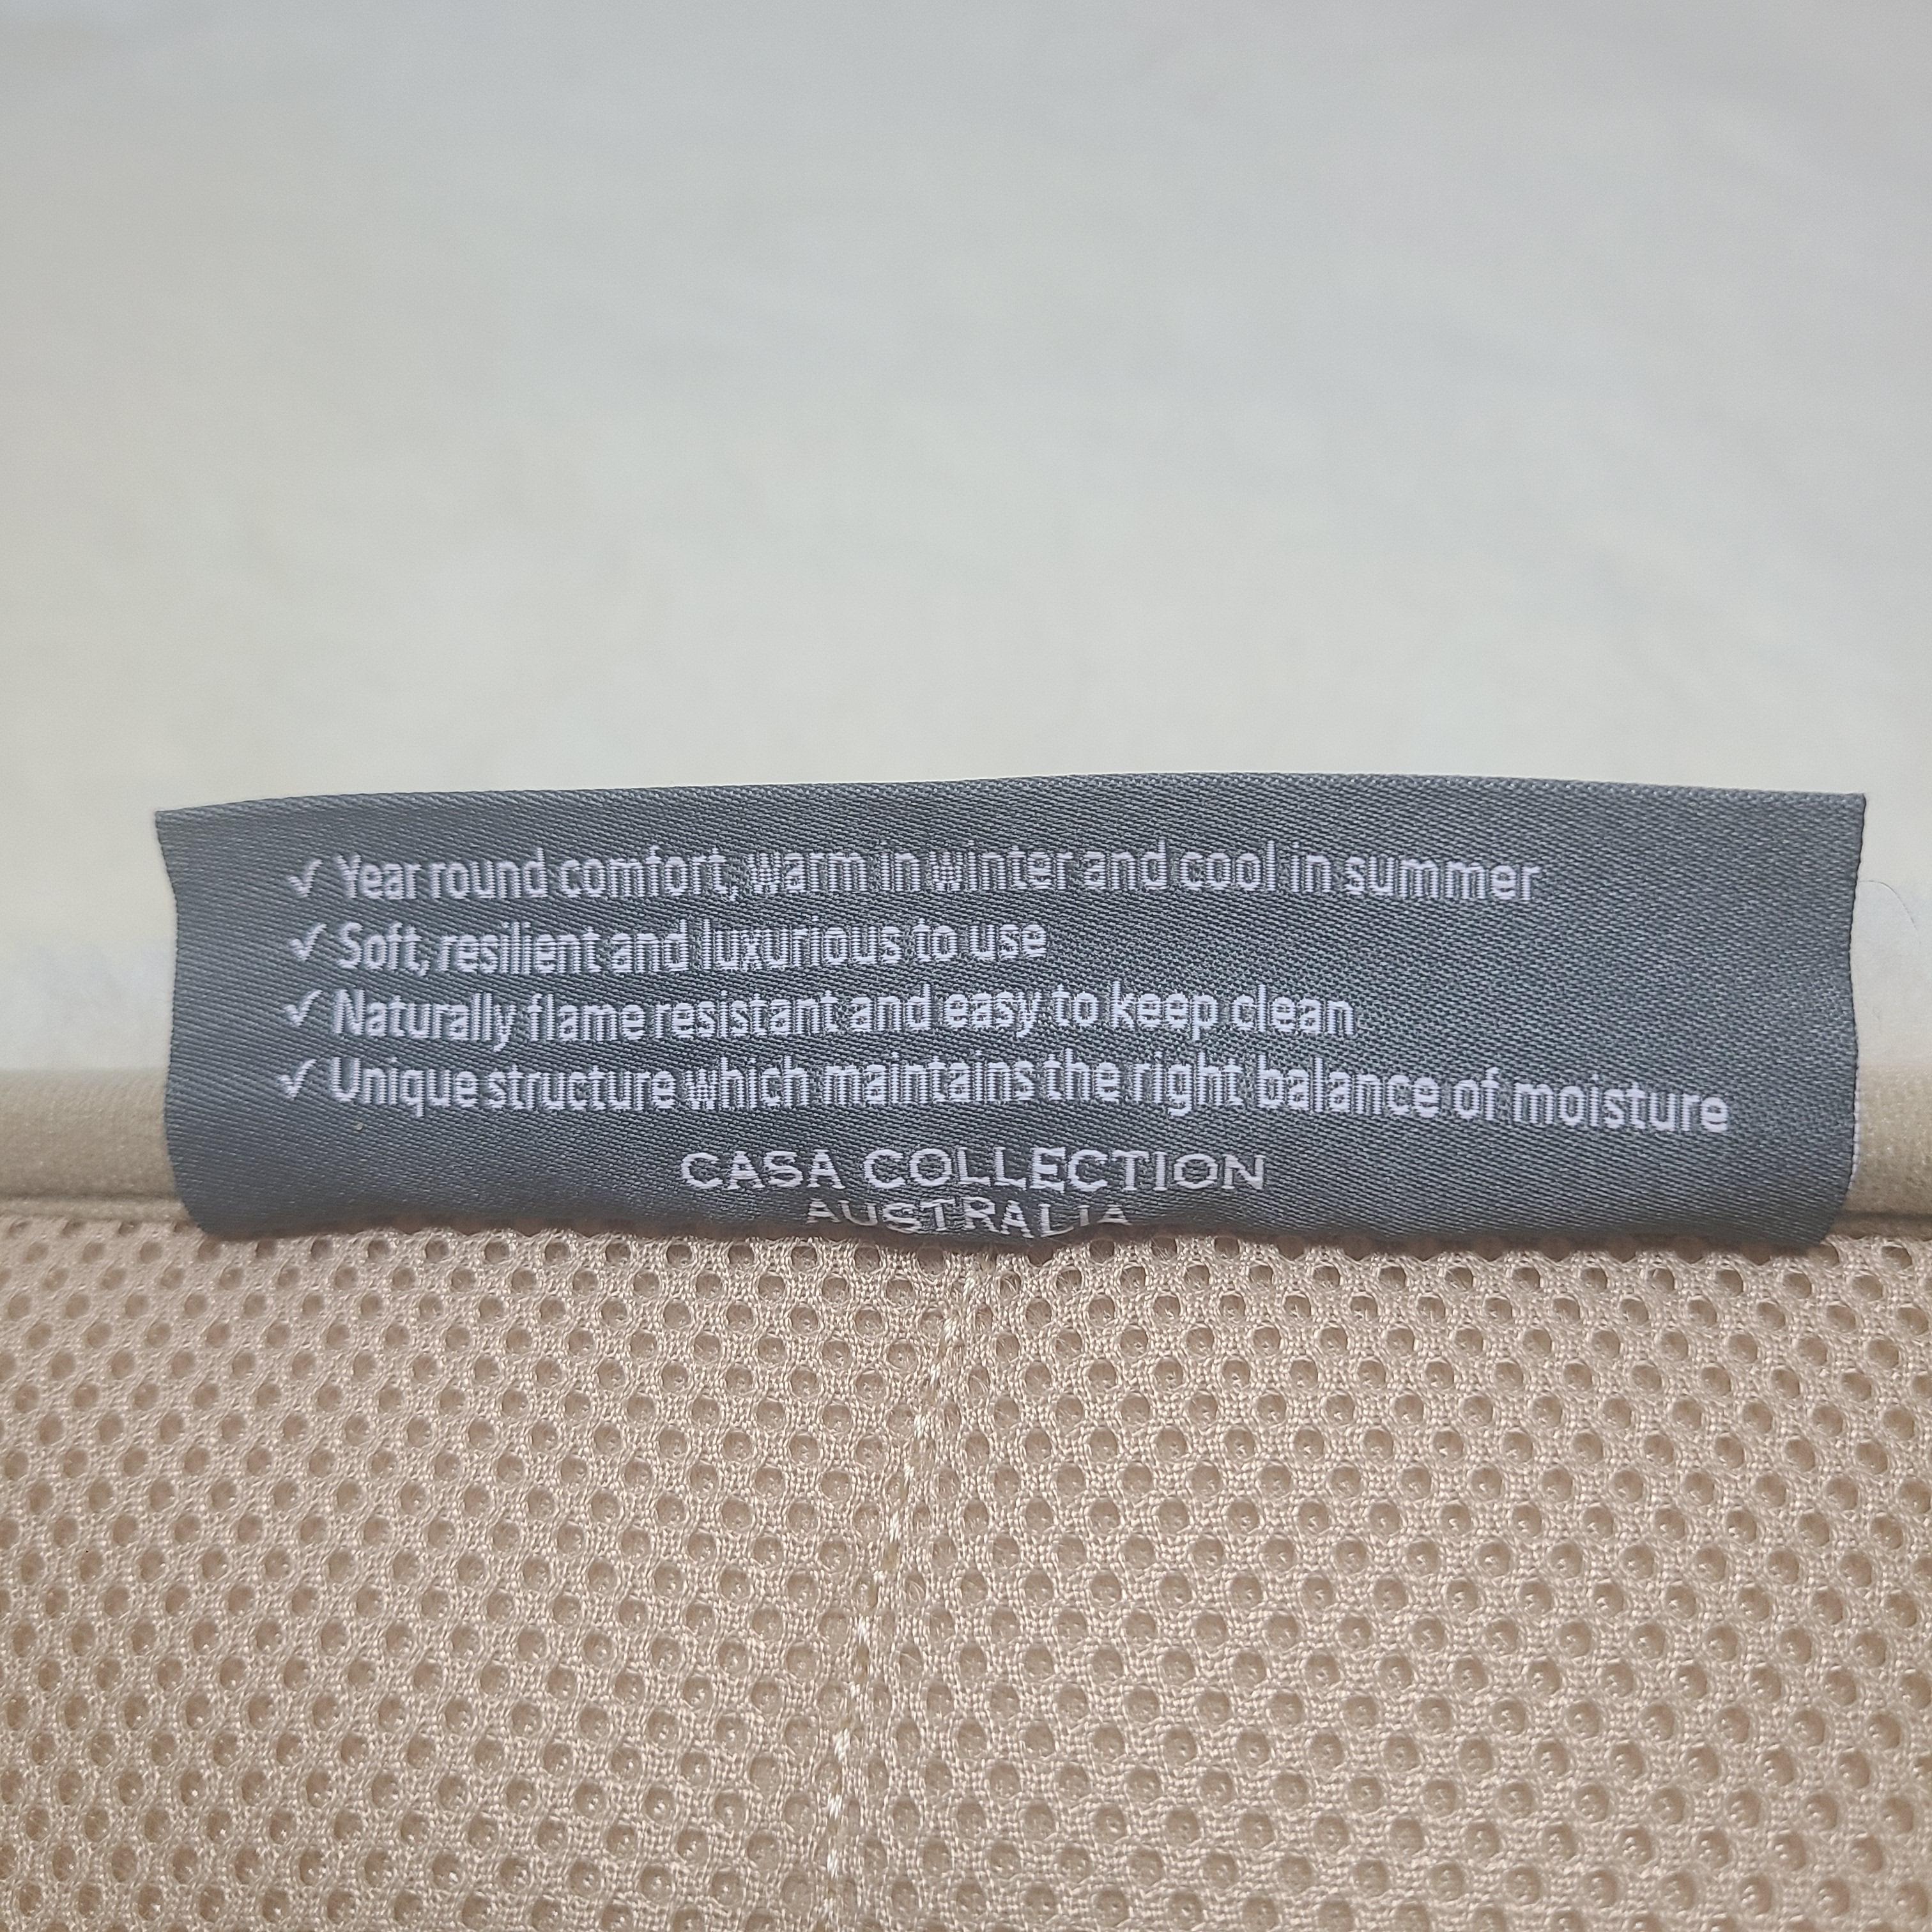 ✓ Year round comfort, warm in winter and cool in summer
✓ Soft, resilient and luxurious to use
✓ Naturally flame resistant and easy to keep clean
✓ Unique structure which maintains the right balance of moisture
CASA COLLECTION
AUSTRALIA